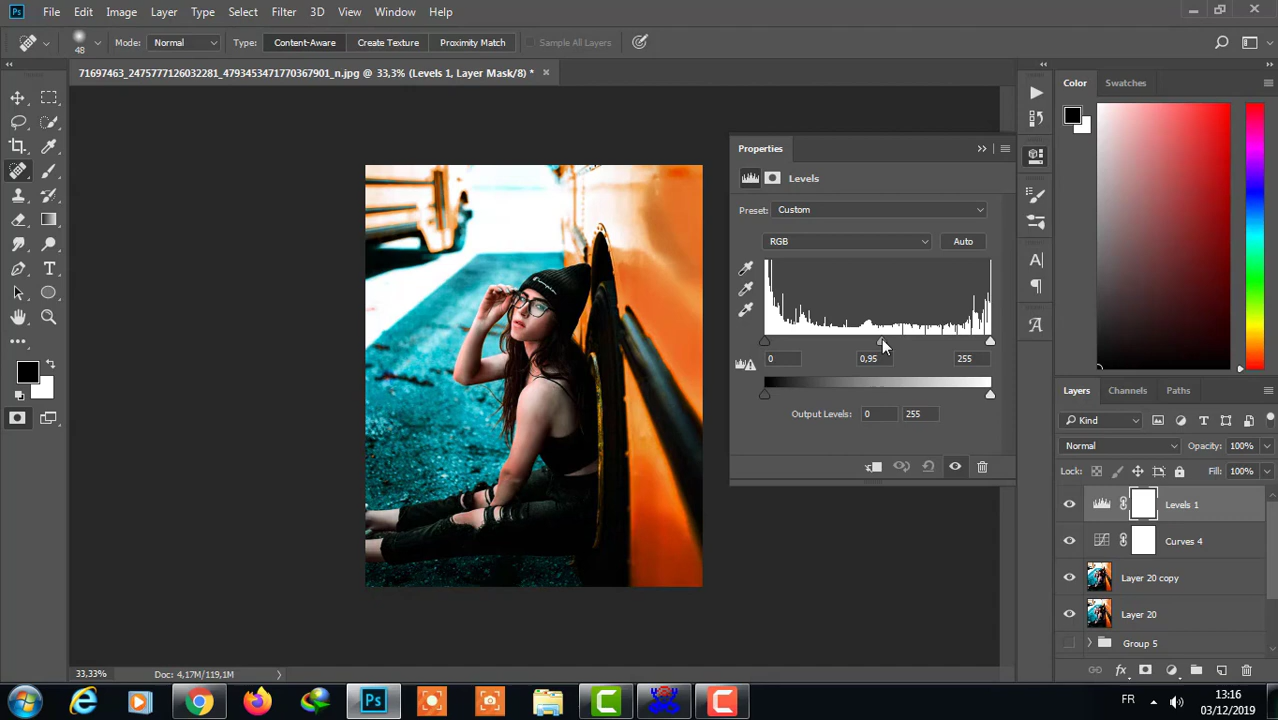 Ps File Edit Image Layer Type Select Filter 3D View Window Help
48 Mode: Normal Type: Content-Aware Create Texture Proximity Match Sample All Layers
71697463_2475777126032281_4793453471770367901_n.jpg @ 33,3% (Levels 1, Layer Mask/8) *
Color Swatches
Properties
Levels
Preset: Custom
RGB Auto
0 0,95 255
Output Levels: 0 255
Layers Channels Paths
Kind
Normal Opacity: 100%
Lock: Fill: 100%
Levels 1
Curves 4
Layer 20 copy
Layer 20
Group 5
33,33% Doc: 4,17M/119,1M
Ps FR 13:16
03/12/2019